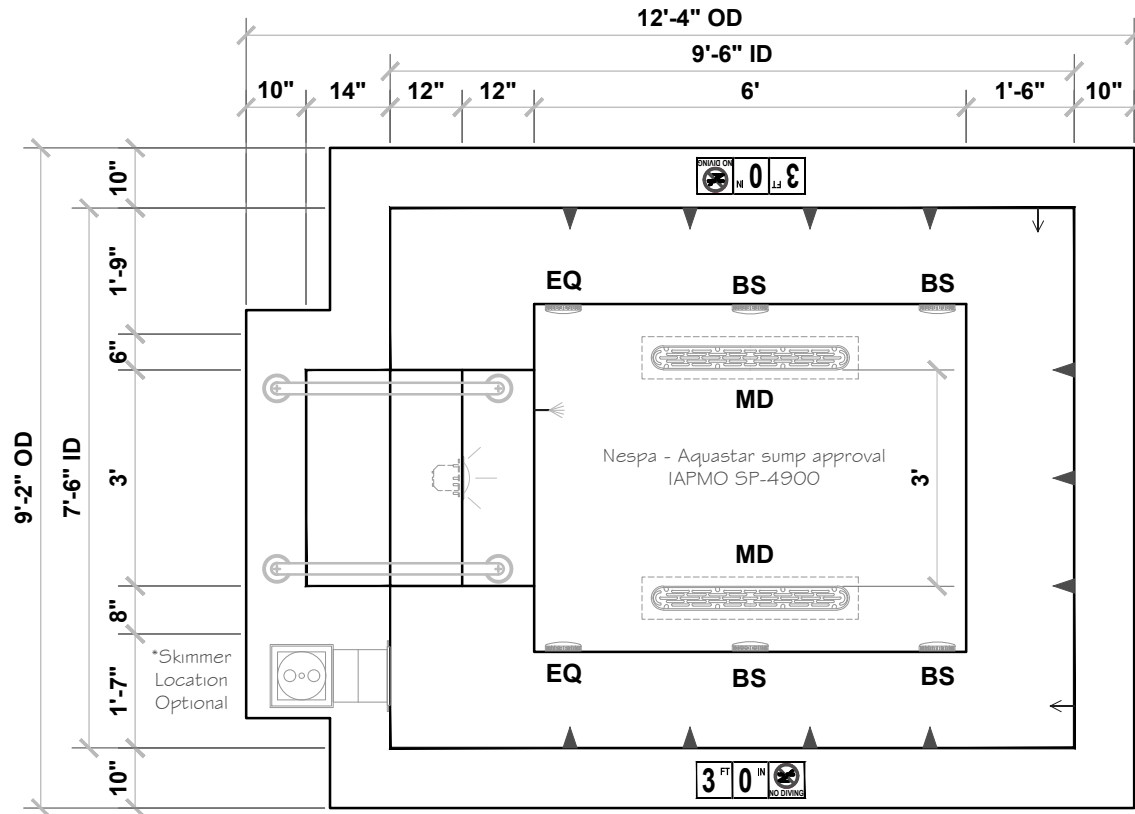 12'-4" OD
9'-6" ID
10" 14" 12" 12" 6' 1'-6" 10"
NO DIVING 0 IN 3 FT
10"
1'-9"
6"
3'
8"
1'-7"
10"
7'-6" ID
9'-2" OD
EQ BS BS
MD
Nespa - Aquastar sump approval
IAPMO SP-4900
3'
MD
*Skimmer
Location
Optional
EQ BS BS
3 FT 0 IN NO DIVING